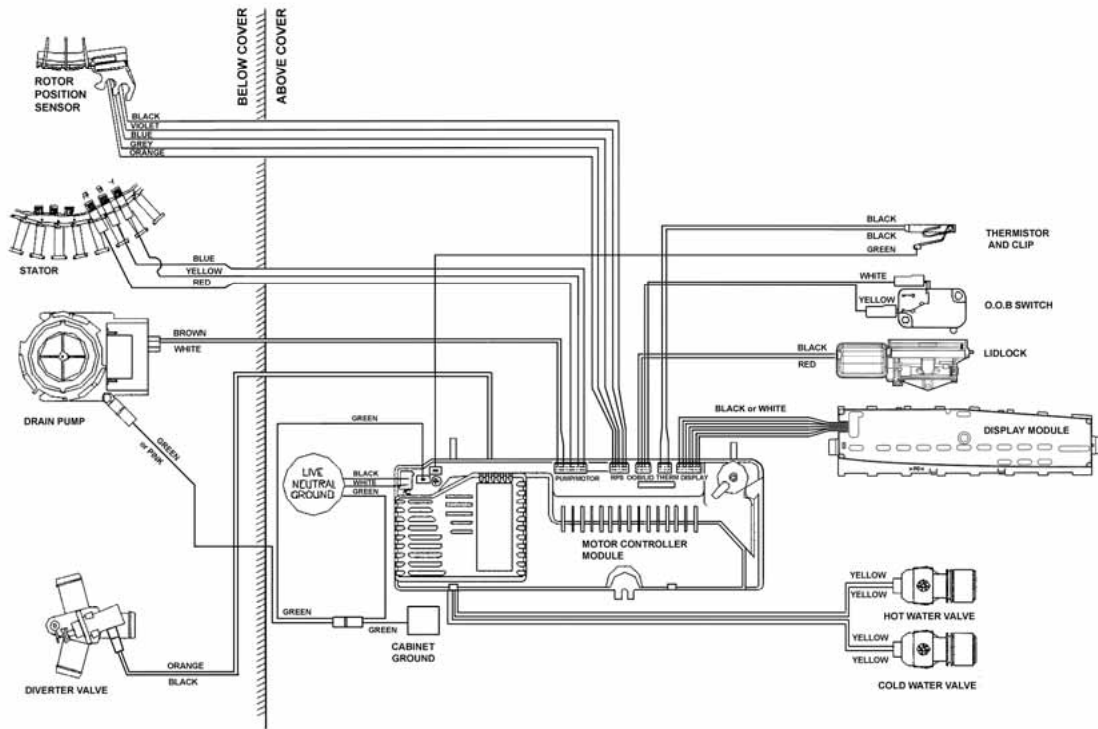 BELOW COVER
ABOVE COVER
ROTOR
POSITION
SENSOR
BLACK
VIOLET
BLUE
GREY
ORANGE
STATOR
BLUE
YELLOW
RED
BROWN
WHITE
DRAIN PUMP
GREEN
or PINK
DIVERTER VALVE
ORANGE
BLACK
GREEN
LIVE
NEUTRAL
GROUND
BLACK
WHITE
GREEN
GREEN
GREEN
CABINET
GROUND
PUMP/MOTOR
RPS
OOB/LID
THERM
DISPLAY
MOTOR CONTROLLER
MODULE
BLACK
BLACK
GREEN
THERMISTOR
AND CLIP
WHITE
YELLOW
O.O.B SWITCH
BLACK
RED
LIDLOCK
BLACK or WHITE
DISPLAY MODULE
YELLOW
YELLOW
HOT WATER VALVE
YELLOW
YELLOW
COLD WATER VALVE